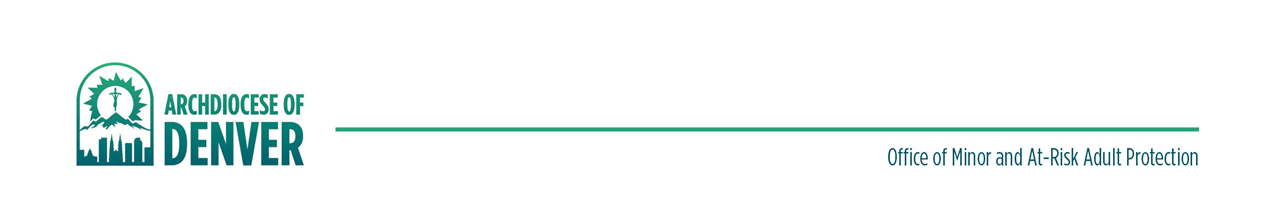 ARCHDIOCESE OF
DENVER
Office of Minor and At-Risk Adult Protection